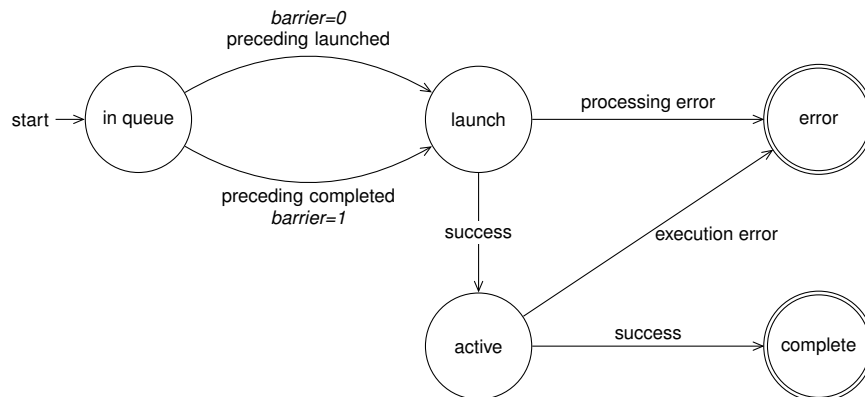 barrier=0
preceding launched
start
in queue
launch
processing error
error
preceding completed
barrier=1
success
execution error
active
success
complete